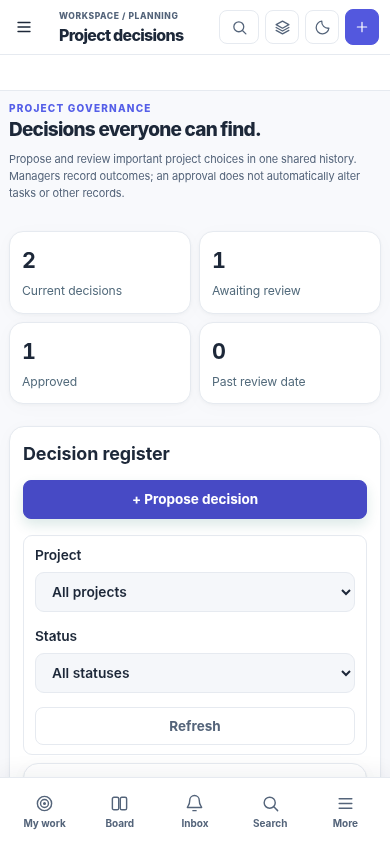 WORKSPACE / PLANNING
Project decisions
PROJECT GOVERNANCE
Decisions everyone can find.
Propose and review important project choices in one shared history.
Managers record outcomes; an approval does not automatically alter
tasks or other records.
2
Current decisions
1
Awaiting review
1
Approved
0
Past review date
Decision register
+ Propose decision
Project
All projects
Status
All statuses
Refresh
My work
Board
Inbox
Search
More